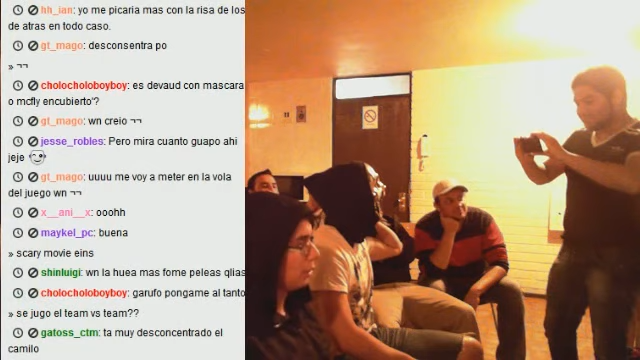 hh_ian: yo me picaria mas con la risa de los
de atras en todo caso.
gt_mago: desconsentra po
» ¬¬
cholocholoboyboy: es devaud con mascara
o mcfly encubierto'?
gt_mago: wn creio ¬¬
jesse_robles: Pero mira cuanto guapo ahi
jeje
gt_mago: uuuu me voy a meter en la vola
del juego wn ¬¬
x__ani__x: ooohh
maykel_pc: buena
» scary movie eins
shinluigi: wn la huea mas fome peleas qlias
cholocholoboyboy: garufo pongame al tanto
» se jugo el team vs team??
gatoss_ctm: ta muy desconcentrado el
camilo